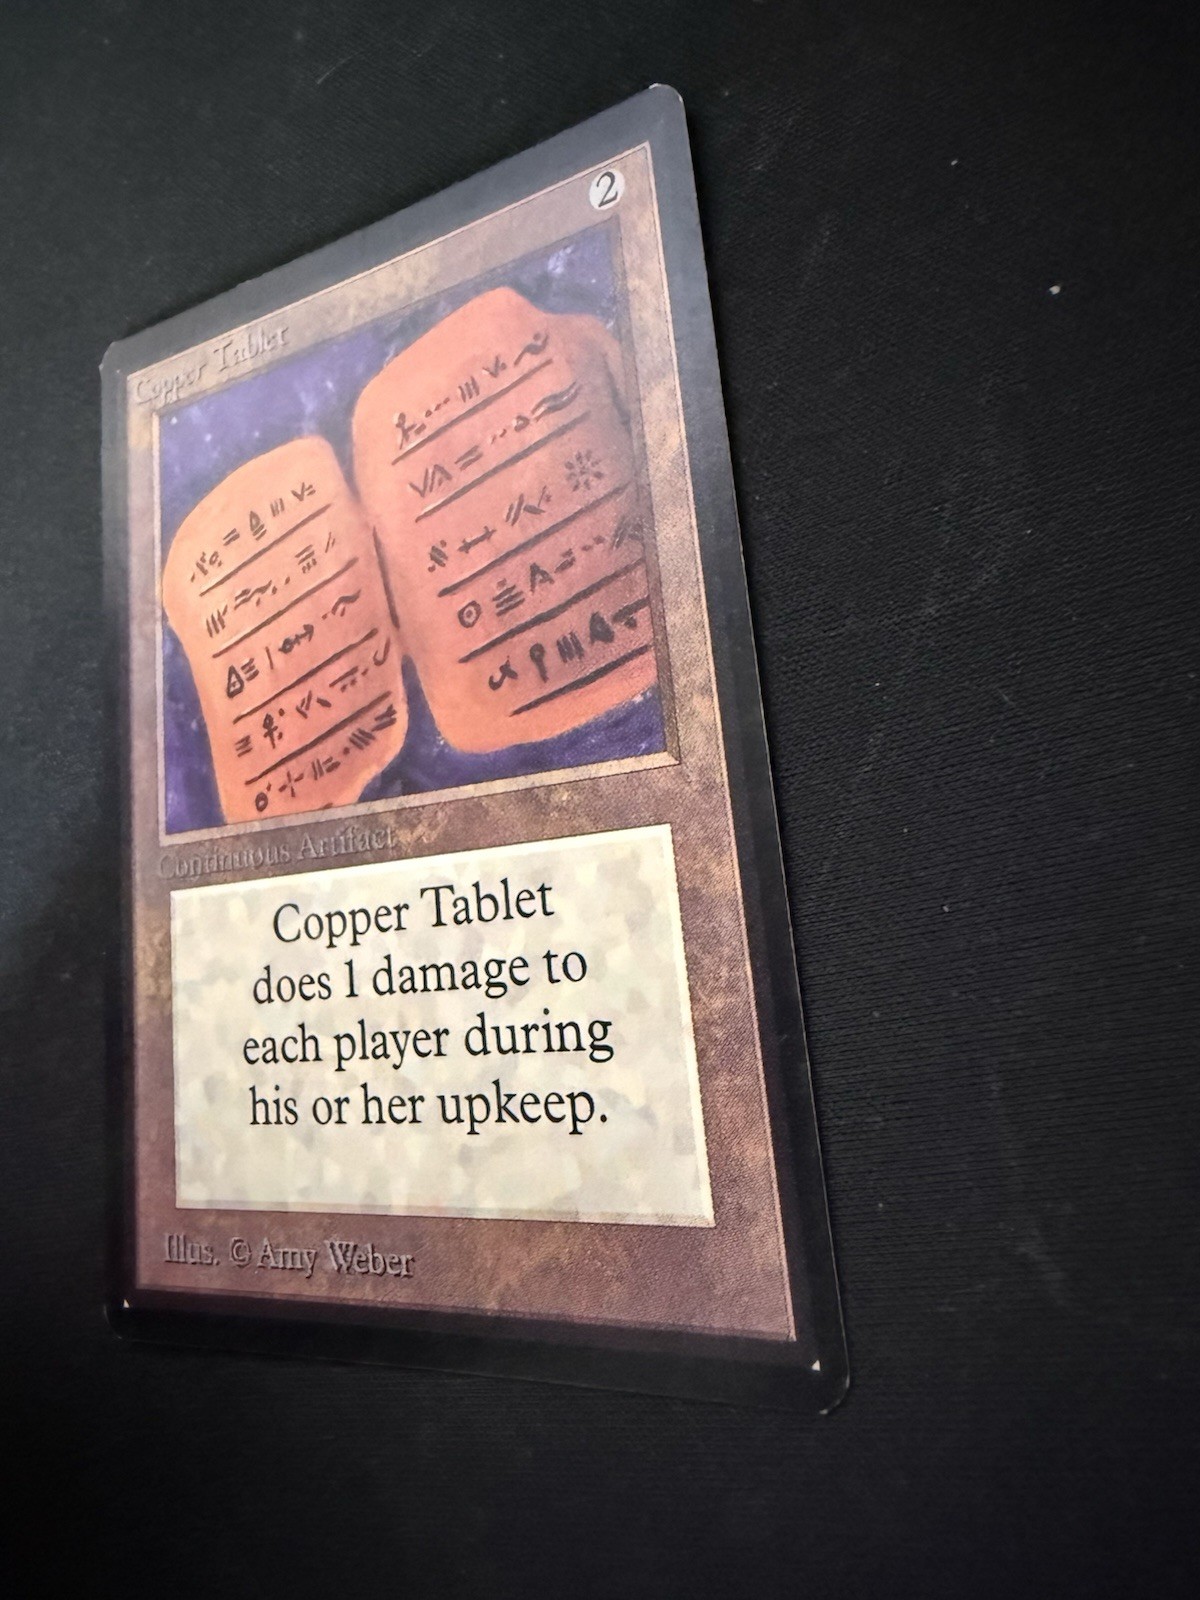 Copper Tablet
2
Continuous Artifact
Copper Tablet
does 1 damage to
each player during
his or her upkeep.
Illus. © Amy Weber